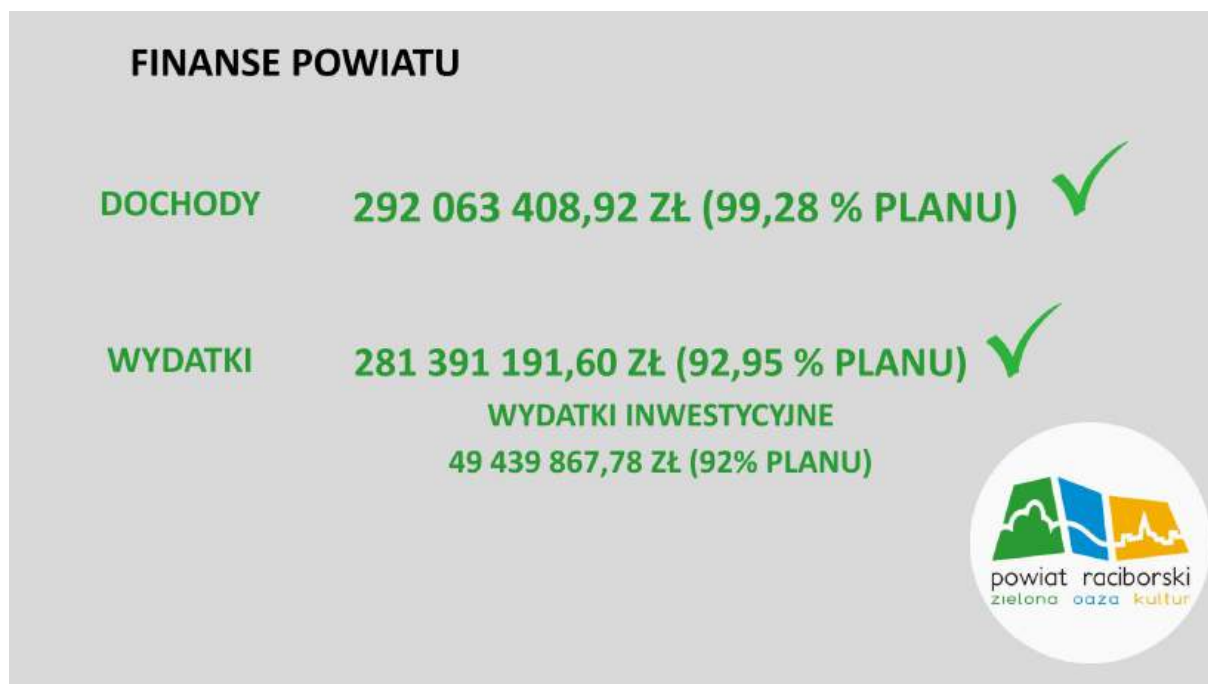 FINANSE POWIATU
DOCHODY 292 063 408,92 ZŁ (99,28 % PLANU)
WYDATKI 281 391 191,60 ZŁ (92,95 % PLANU)
WYDATKI INWESTYCYJNE
49 439 867,78 ZŁ (92% PLANU)
powiat raciborski
zielona oaza kultur